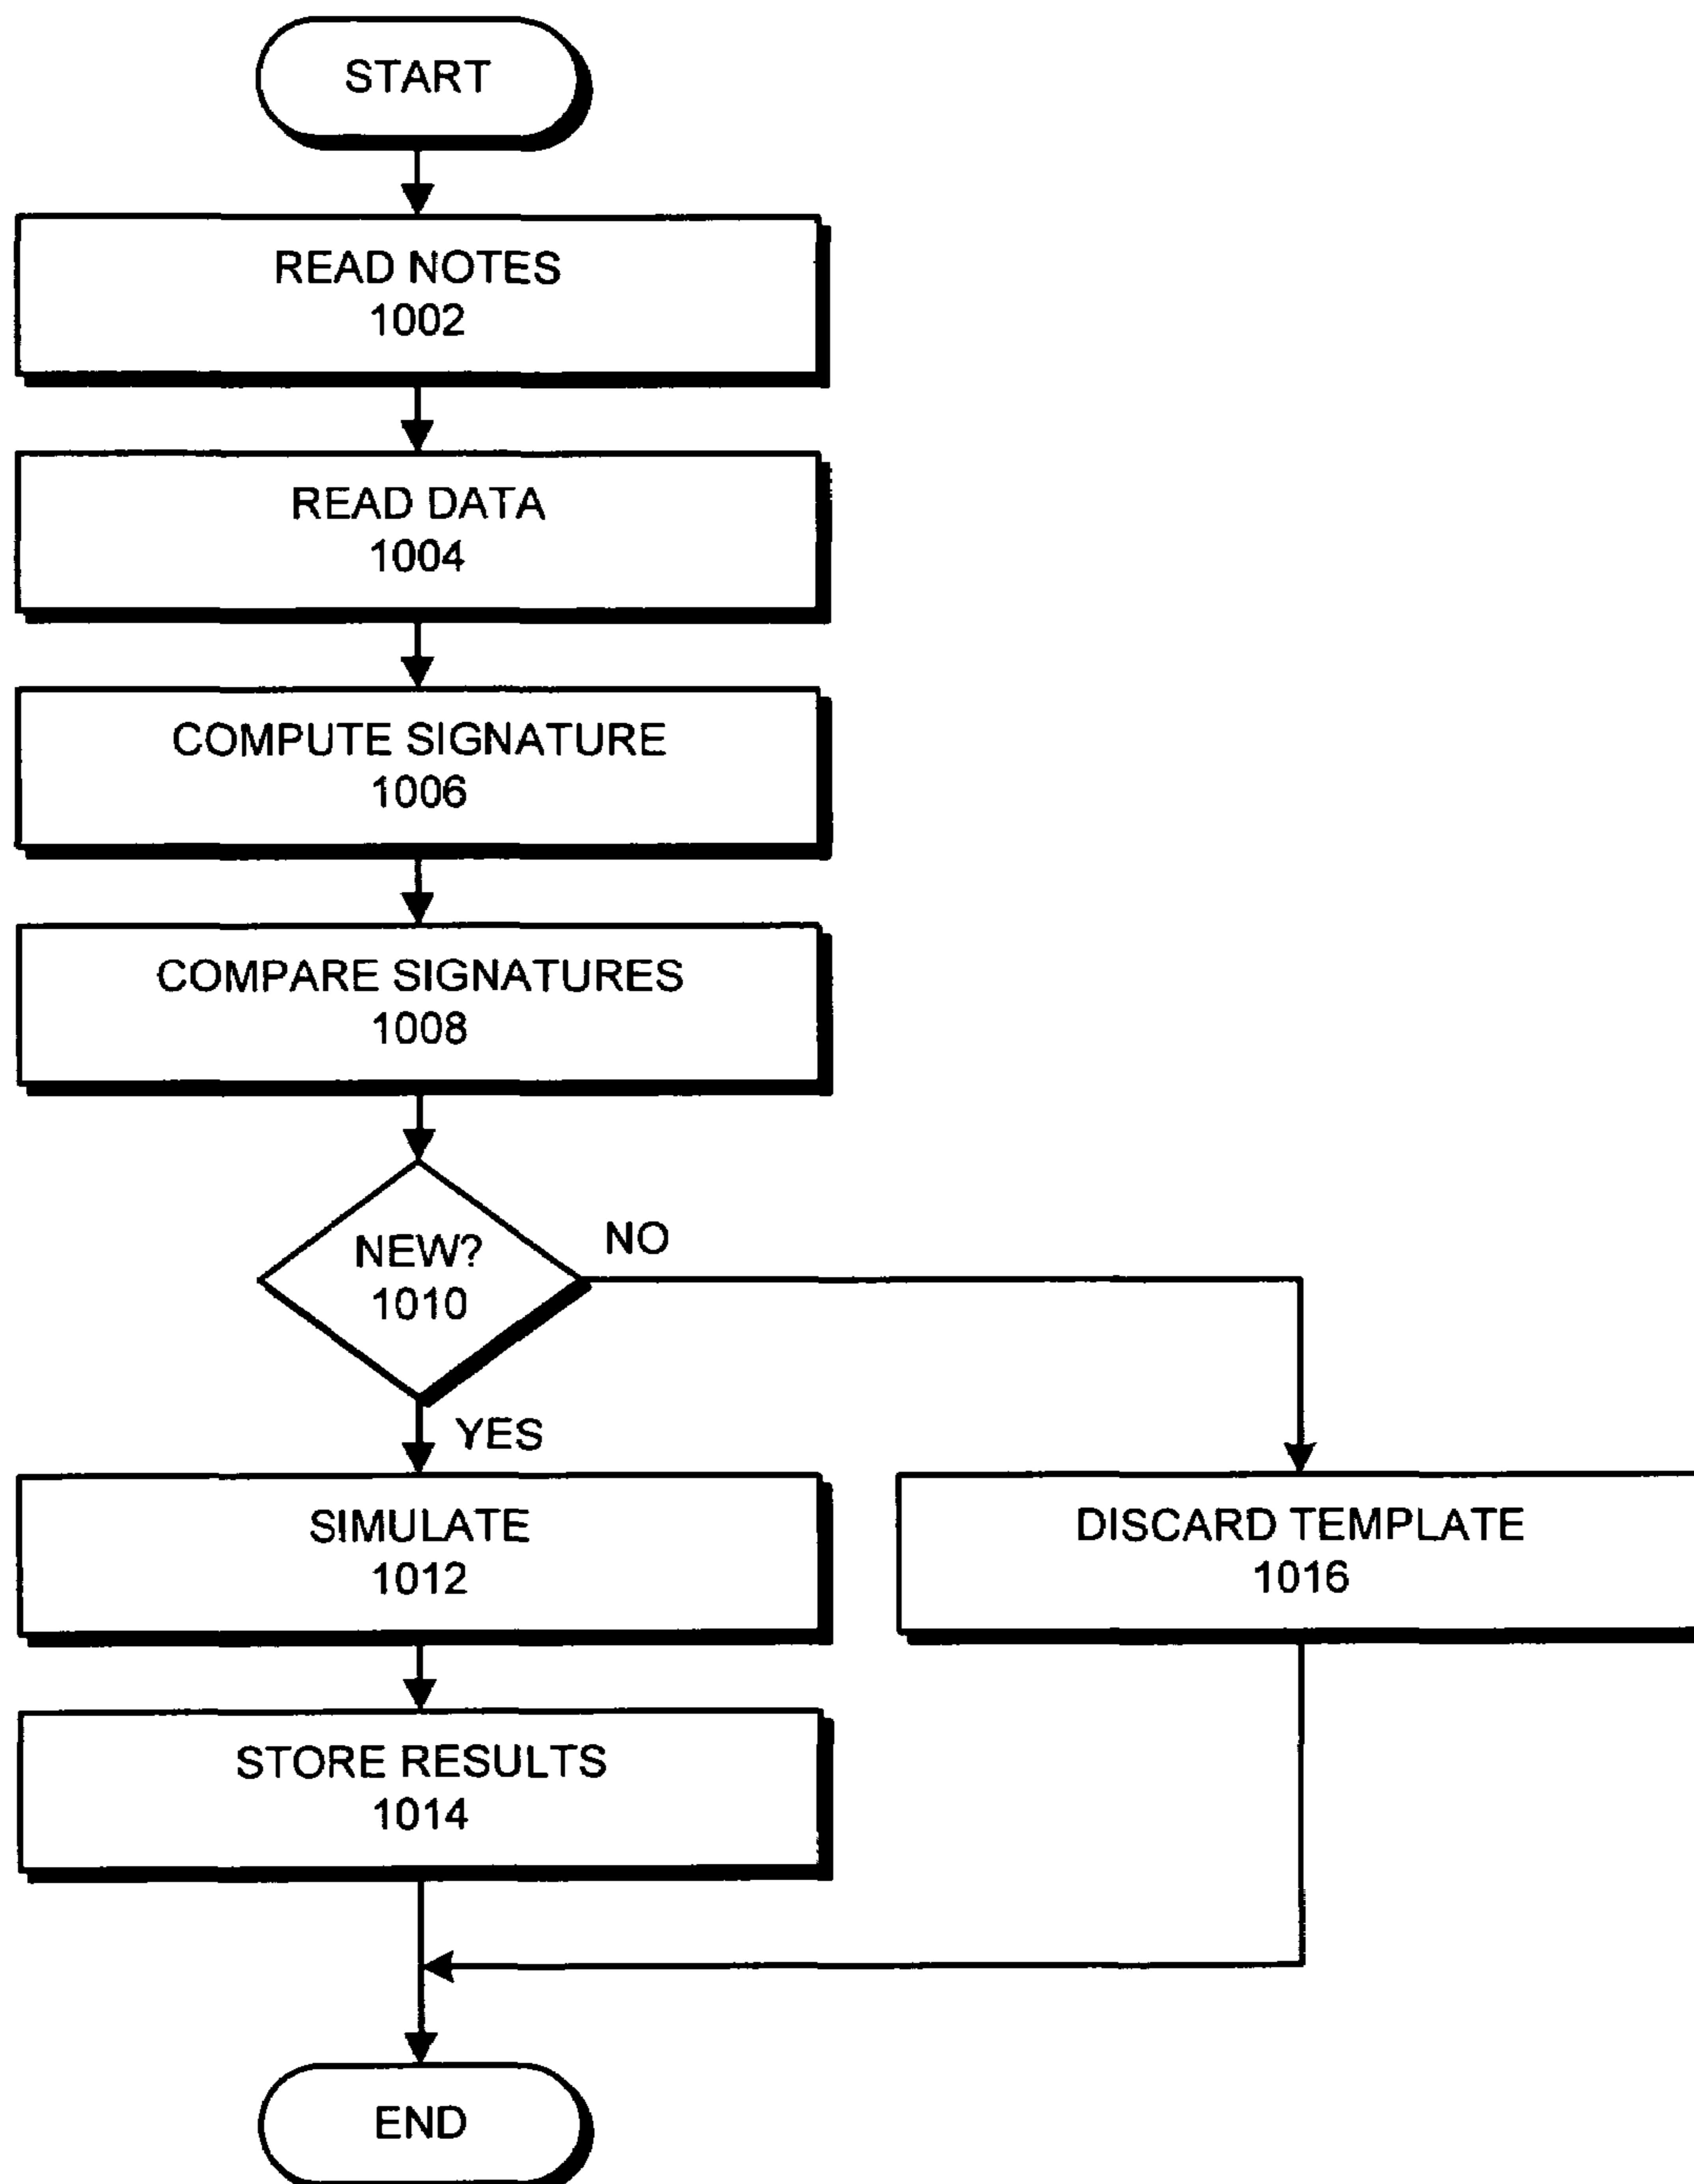 START
READ NOTES
1002
READ DATA
1004
COMPUTE SIGNATURE
1006
COMPARE SIGNATURES
1008
NEW?
1010
NO
YES
SIMULATE
1012
DISCARD TEMPLATE
1016
STORE RESULTS
1014
END